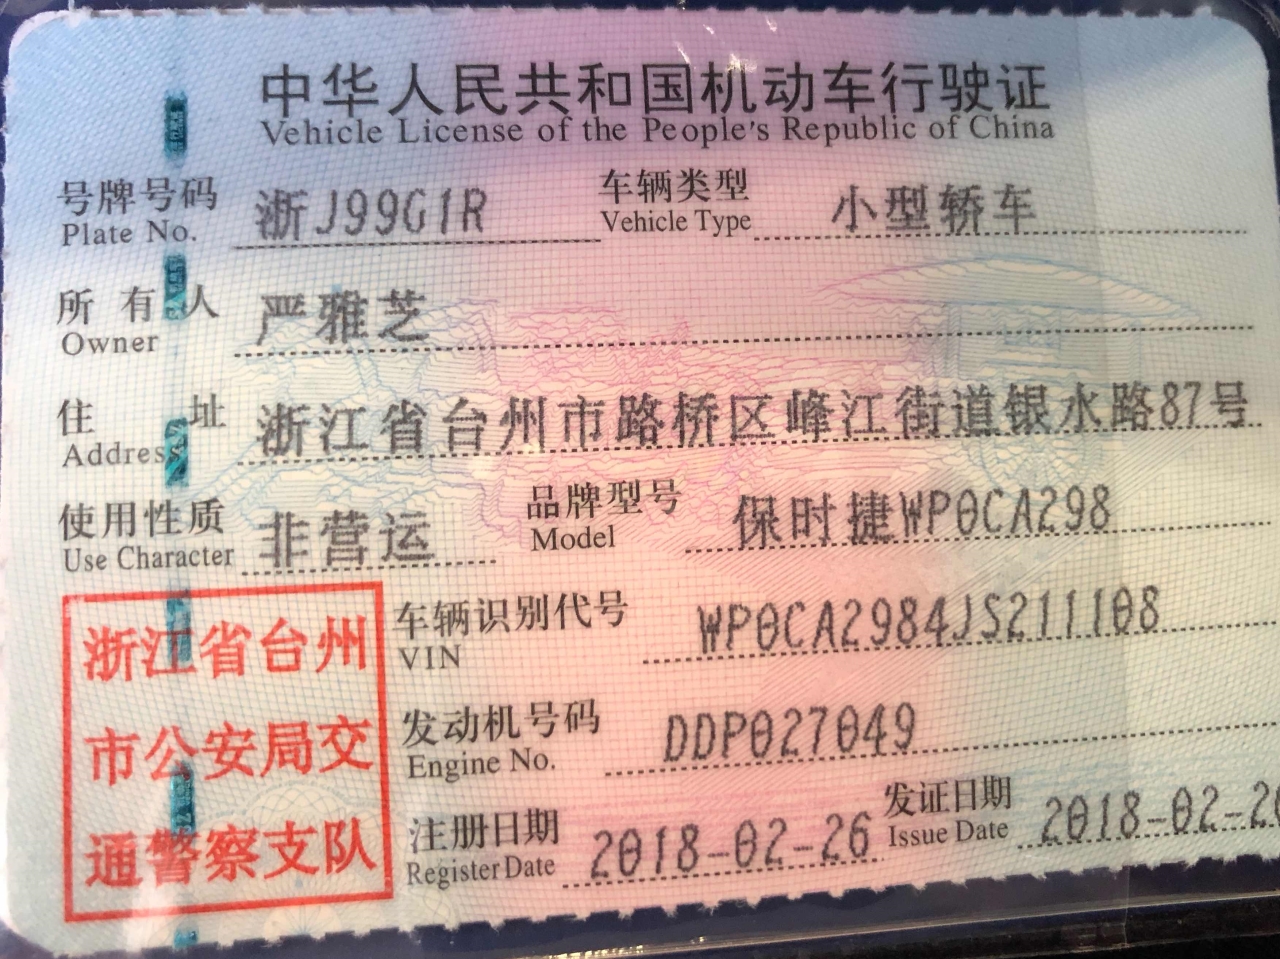 中华人民共和国机动车行驶证
Vehicle License of the People's Republic of China
号牌号码 浙J99G1R 车辆类型 小型轿车
Plate No. Vehicle Type
所有人 严雅芝
Owner
住址 浙江省台州市路桥区峰江街道银水路87号
Address
使用性质 非营运 品牌型号 保时捷WP0CA298
Use Character Model
浙江省台州
市公安局交
通警察支队
车辆识别代号 WP0CA2984JS211108
VIN
发动机号码 DDP027049
Engine No.
注册日期 2018-02-26 发证日期 2018-02-2
Register Date Issue Date